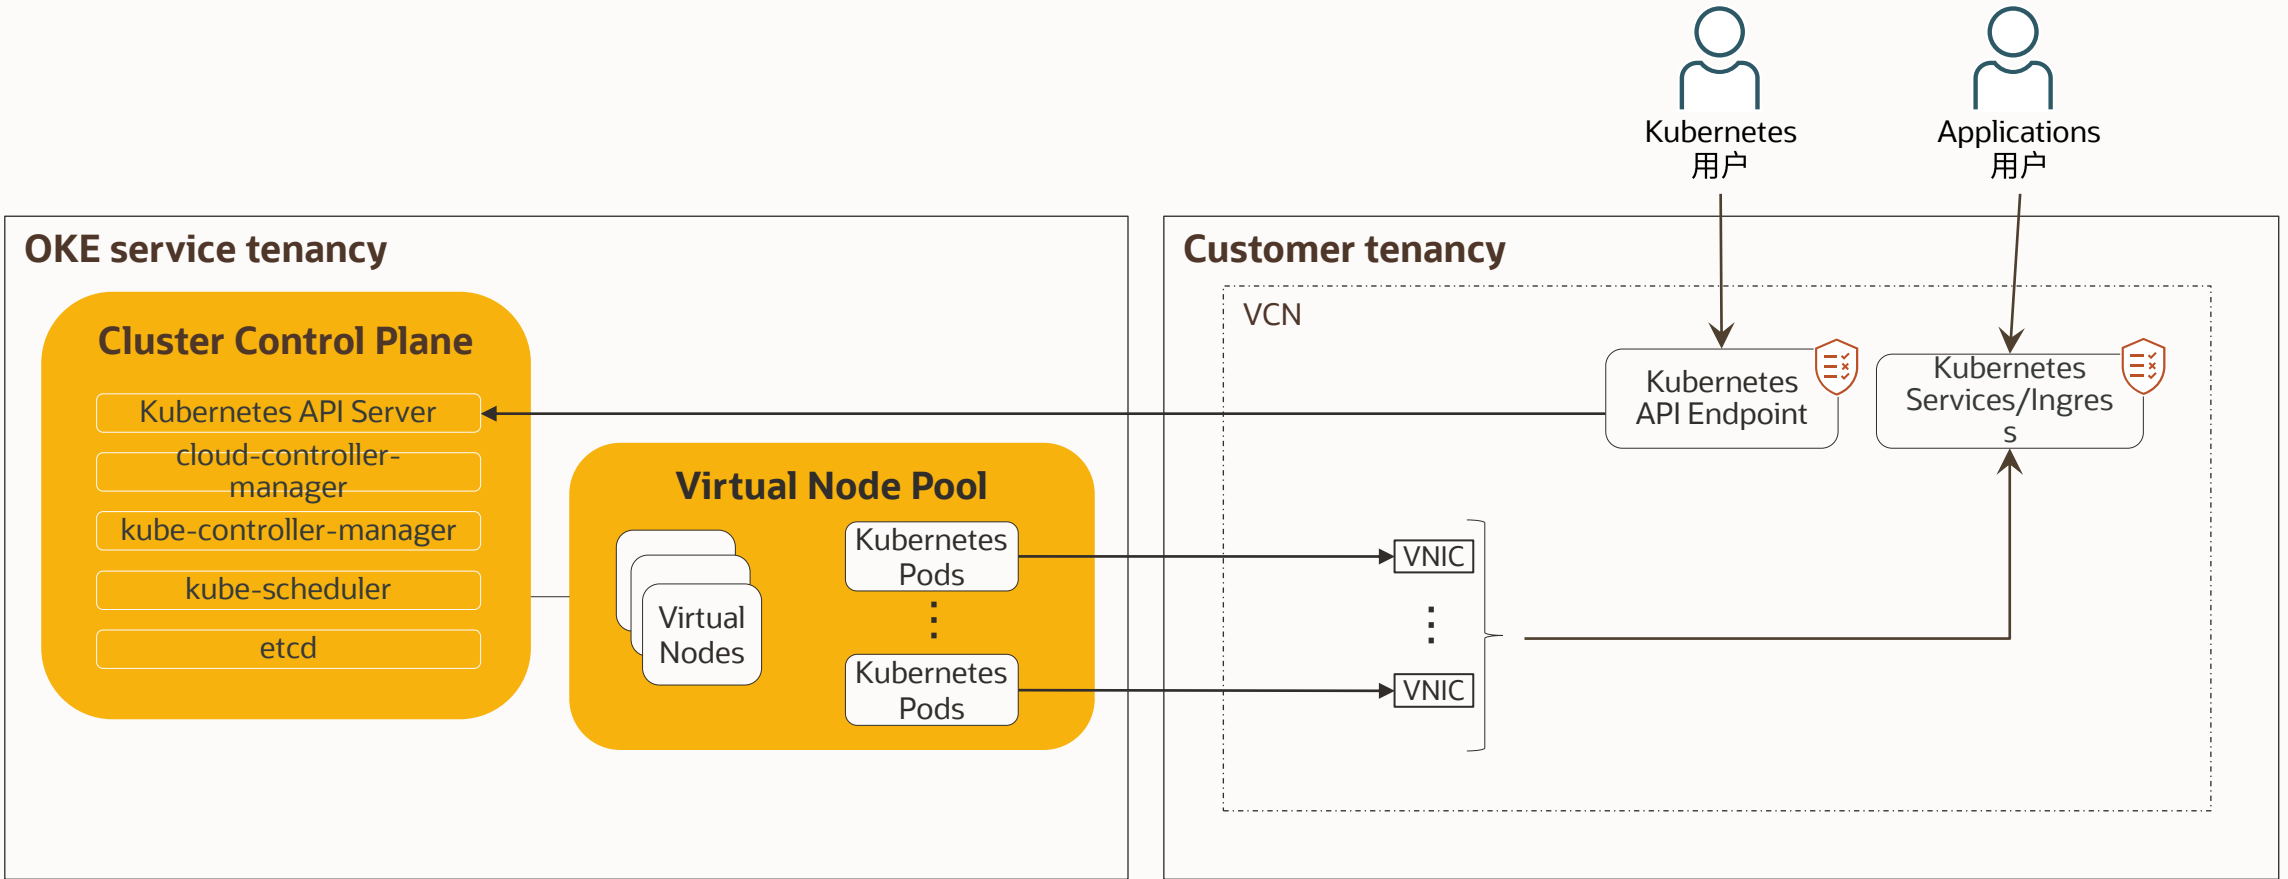 Kubernetes
用户
Applications
用户
OKE service tenancy
Cluster Control Plane
Kubernetes API Server
cloud-controller-
manager
kube-controller-manager
kube-scheduler
etcd
Virtual Node Pool
Virtual
Nodes
Kubernetes
Pods
Kubernetes
Pods
Customer tenancy
VCN
Kubernetes
API Endpoint
Kubernetes
Services/Ingres
s
VNIC
VNIC